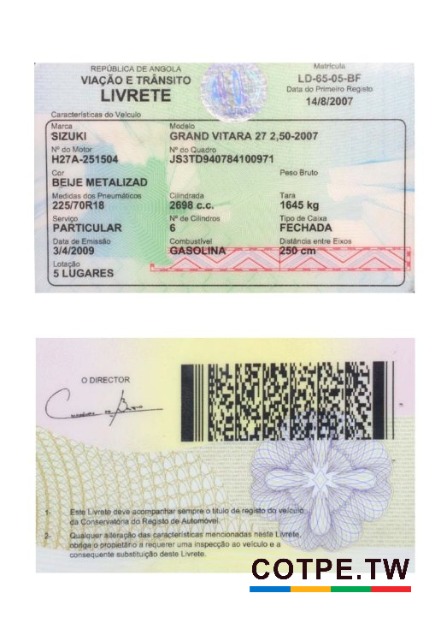 REPÚBLICA DE ANGOLA
VIAÇÃO E TRÂNSITO
LIVRETE
Matrícula
LD-65-05-BF
Data do Primeiro Registo
14/8/2007
Características do Veículo
Marca
SIZUKI
Modelo
GRAND VITARA 27 2,50-2007
Nº do Motor
H27A-251504
Nº do Quadro
JS3TD940784100971
Cor
BEIJE METALIZAD
Peso Bruto
Medidas dos Pneumáticos
225/70R18
Cilindrada
2698 c.c.
Tara
1645 kg
Serviço
PARTICULAR
Nº de Cilindros
6
Tipo de Caixa
FECHADA
Data de Emissão
3/4/2009
Combustível
GASOLINA
Distância entre Eixos
250 cm
Lotação
5 LUGARES
O DIRECTOR
1. Este Livrete deve acompanhar sempre o titulo de registo do veículo
da Conservatória do Registo de Automóvel.
2. Qualquer alteração das características mencionadas neste Livrete,
obriga o proprietário a requerer uma inspecção ao veículo e a
consequente substituição deste Livrete.
COTPE.TW